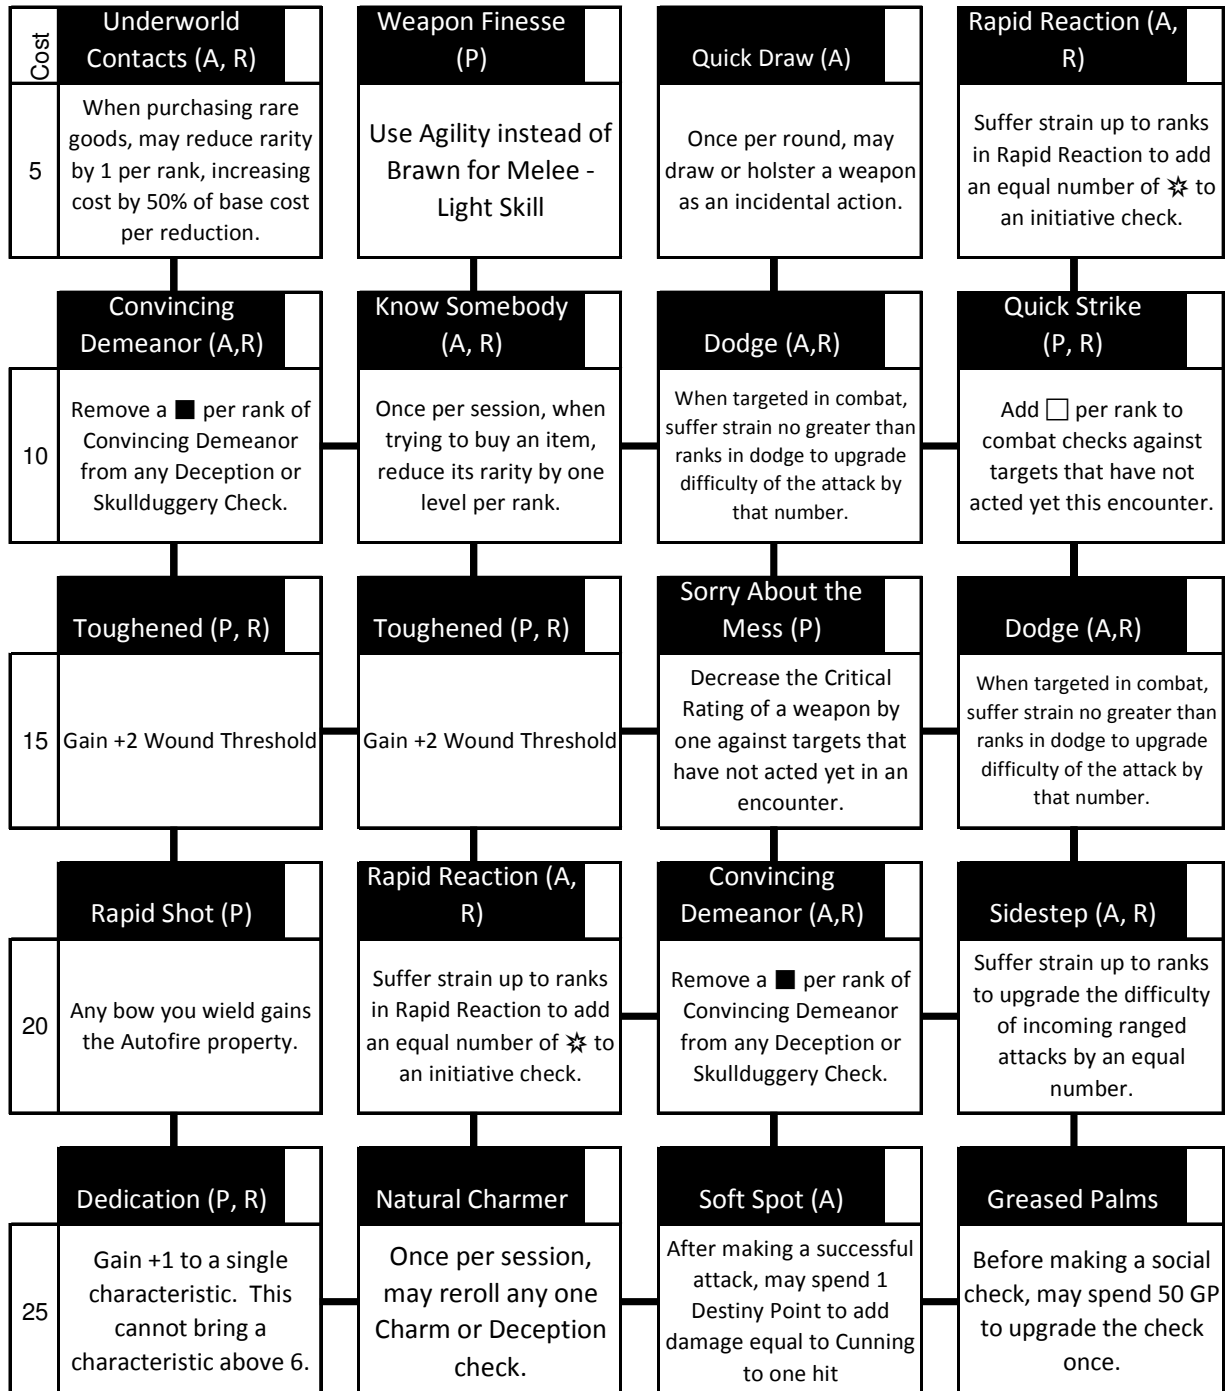 Cost
Underworld
Contacts (A, R)
Weapon Finesse
(P)
Quick Draw (A)
Rapid Reaction (A,
R)
5
When purchasing rare
goods, may reduce rarity
by 1 per rank, increasing
cost by 50% of base cost
per reduction.
Use Agility instead of
Brawn for Melee -
Light Skill
Once per round, may
draw or holster a weapon
as an incidental action.
Suffer strain up to ranks
in Rapid Reaction to add
an equal number of ✡ to
an initiative check.
Convincing
Demeanor (A,R)
Know Somebody
(A, R)
Dodge (A,R)
Quick Strike
(P, R)
10
Remove a ■ per rank of
Convincing Demeanor
from any Deception or
Skullduggery Check.
Once per session, when
trying to buy an item,
reduce its rarity by one
level per rank.
When targeted in combat,
suffer strain no greater than
ranks in dodge to upgrade
difficulty of the attack by
that number.
Add □ per rank to
combat checks against
targets that have not
acted yet this encounter.
Toughened (P, R)
Toughened (P, R)
Sorry About the
Mess (P)
Dodge (A,R)
15
Gain +2 Wound Threshold
Gain +2 Wound Threshold
Decrease the Critical
Rating of a weapon by
one against targets that
have not acted yet in an
encounter.
When targeted in combat,
suffer strain no greater than
ranks in dodge to upgrade
difficulty of the attack by
that number.
Rapid Shot (P)
Rapid Reaction (A,
R)
Convincing
Demeanor (A,R)
Sidestep (A, R)
20
Any bow you wield gains
the Autofire property.
Suffer strain up to ranks
in Rapid Reaction to add
an equal number of ✡ to
an initiative check.
Remove a ■ per rank of
Convincing Demeanor
from any Deception or
Skullduggery Check.
Suffer strain up to ranks
to upgrade the difficulty
of incoming ranged
attacks by an equal
number.
Dedication (P, R)
Natural Charmer
Soft Spot (A)
Greased Palms
25
Gain +1 to a single
characteristic. This
cannot bring a
characteristic above 6.
Once per session,
may reroll any one
Charm or Deception
check.
After making a successful
attack, may spend 1
Destiny Point to add
damage equal to Cunning
to one hit
Before making a social
check, may spend 50 GP
to upgrade the check
once.